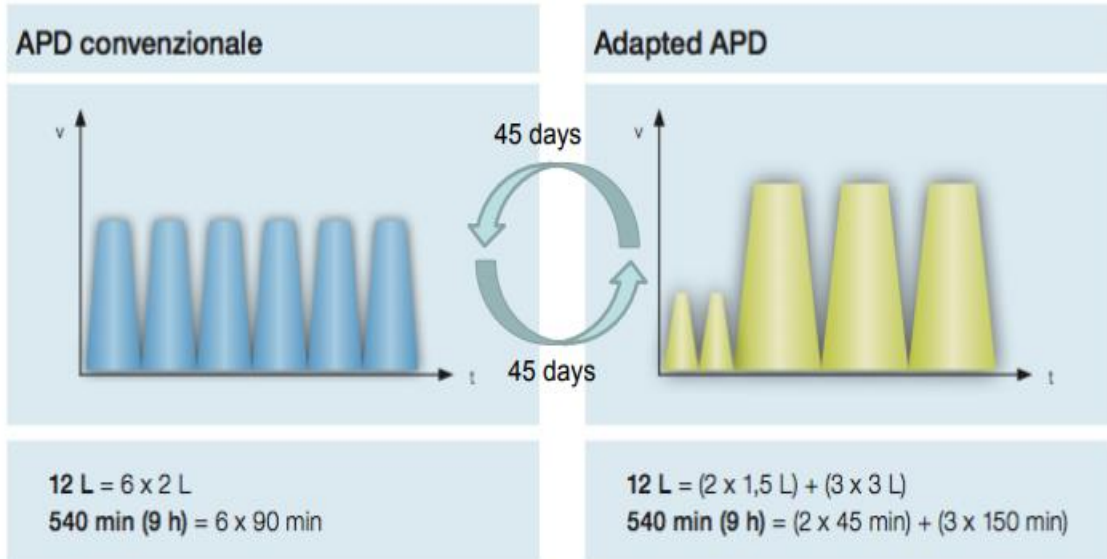 APD convenzionale
Adapted APD
v
t
45 days
45 days
v
t
12 L = 6 x 2 L
540 min (9 h) = 6 x 90 min
12 L = (2 x 1,5 L) + (3 x 3 L)
540 min (9 h) = (2 x 45 min) + (3 x 150 min)